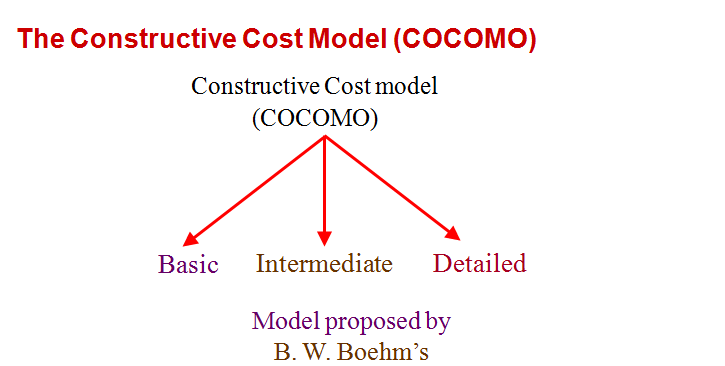 The Constructive Cost Model (COCOMO)
Constructive Cost model
(COCOMO)
Basic Intermediate Detailed
Model proposed by
B. W. Boehm’s